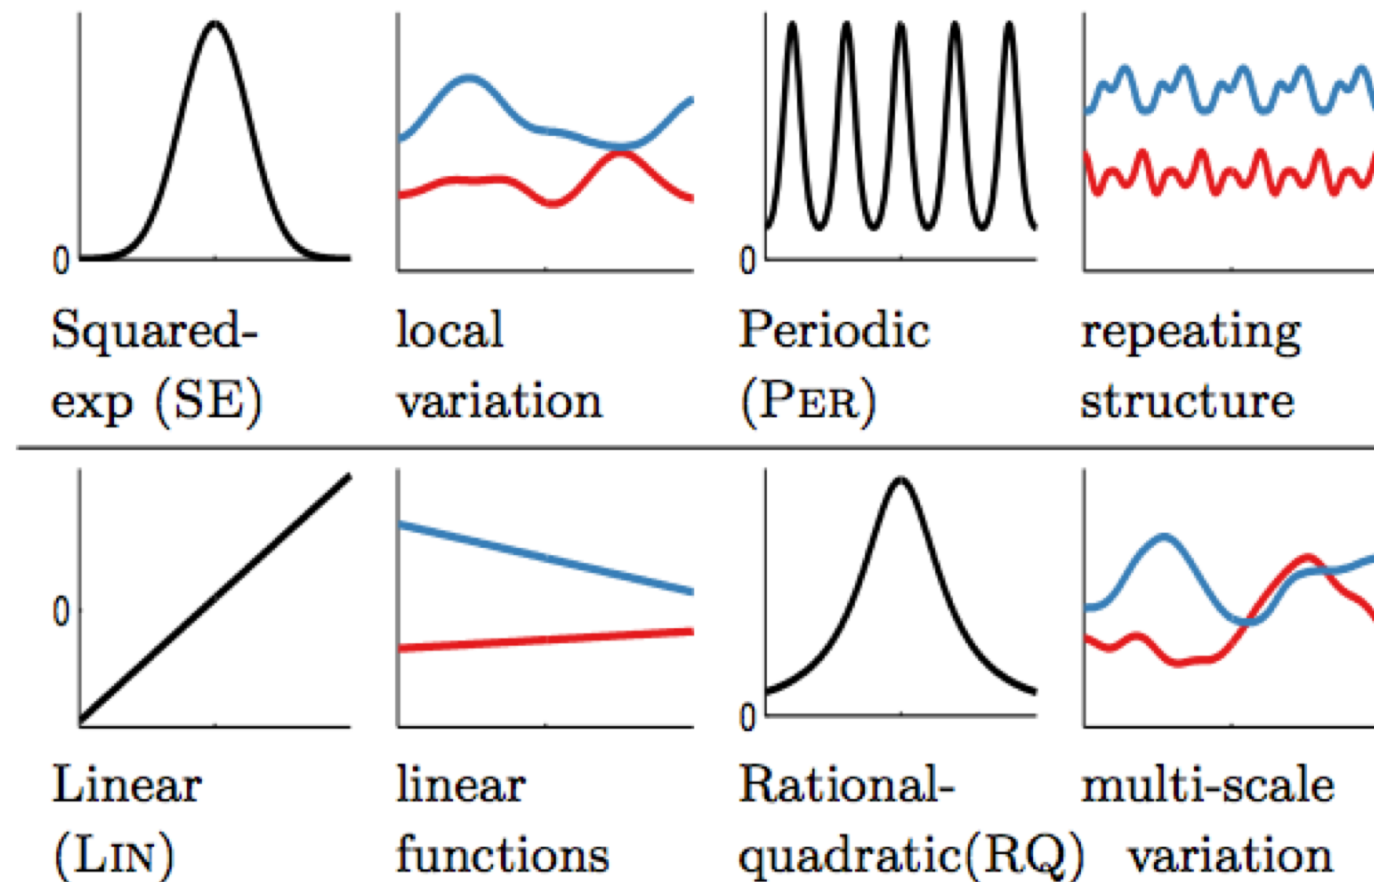 0
0
Squared-
exp (SE)
local
variation
Periodic
(PER)
repeating
structure
0
0
Linear
(LIN)
linear
functions
Rational-
quadratic(RQ)
multi-scale
variation